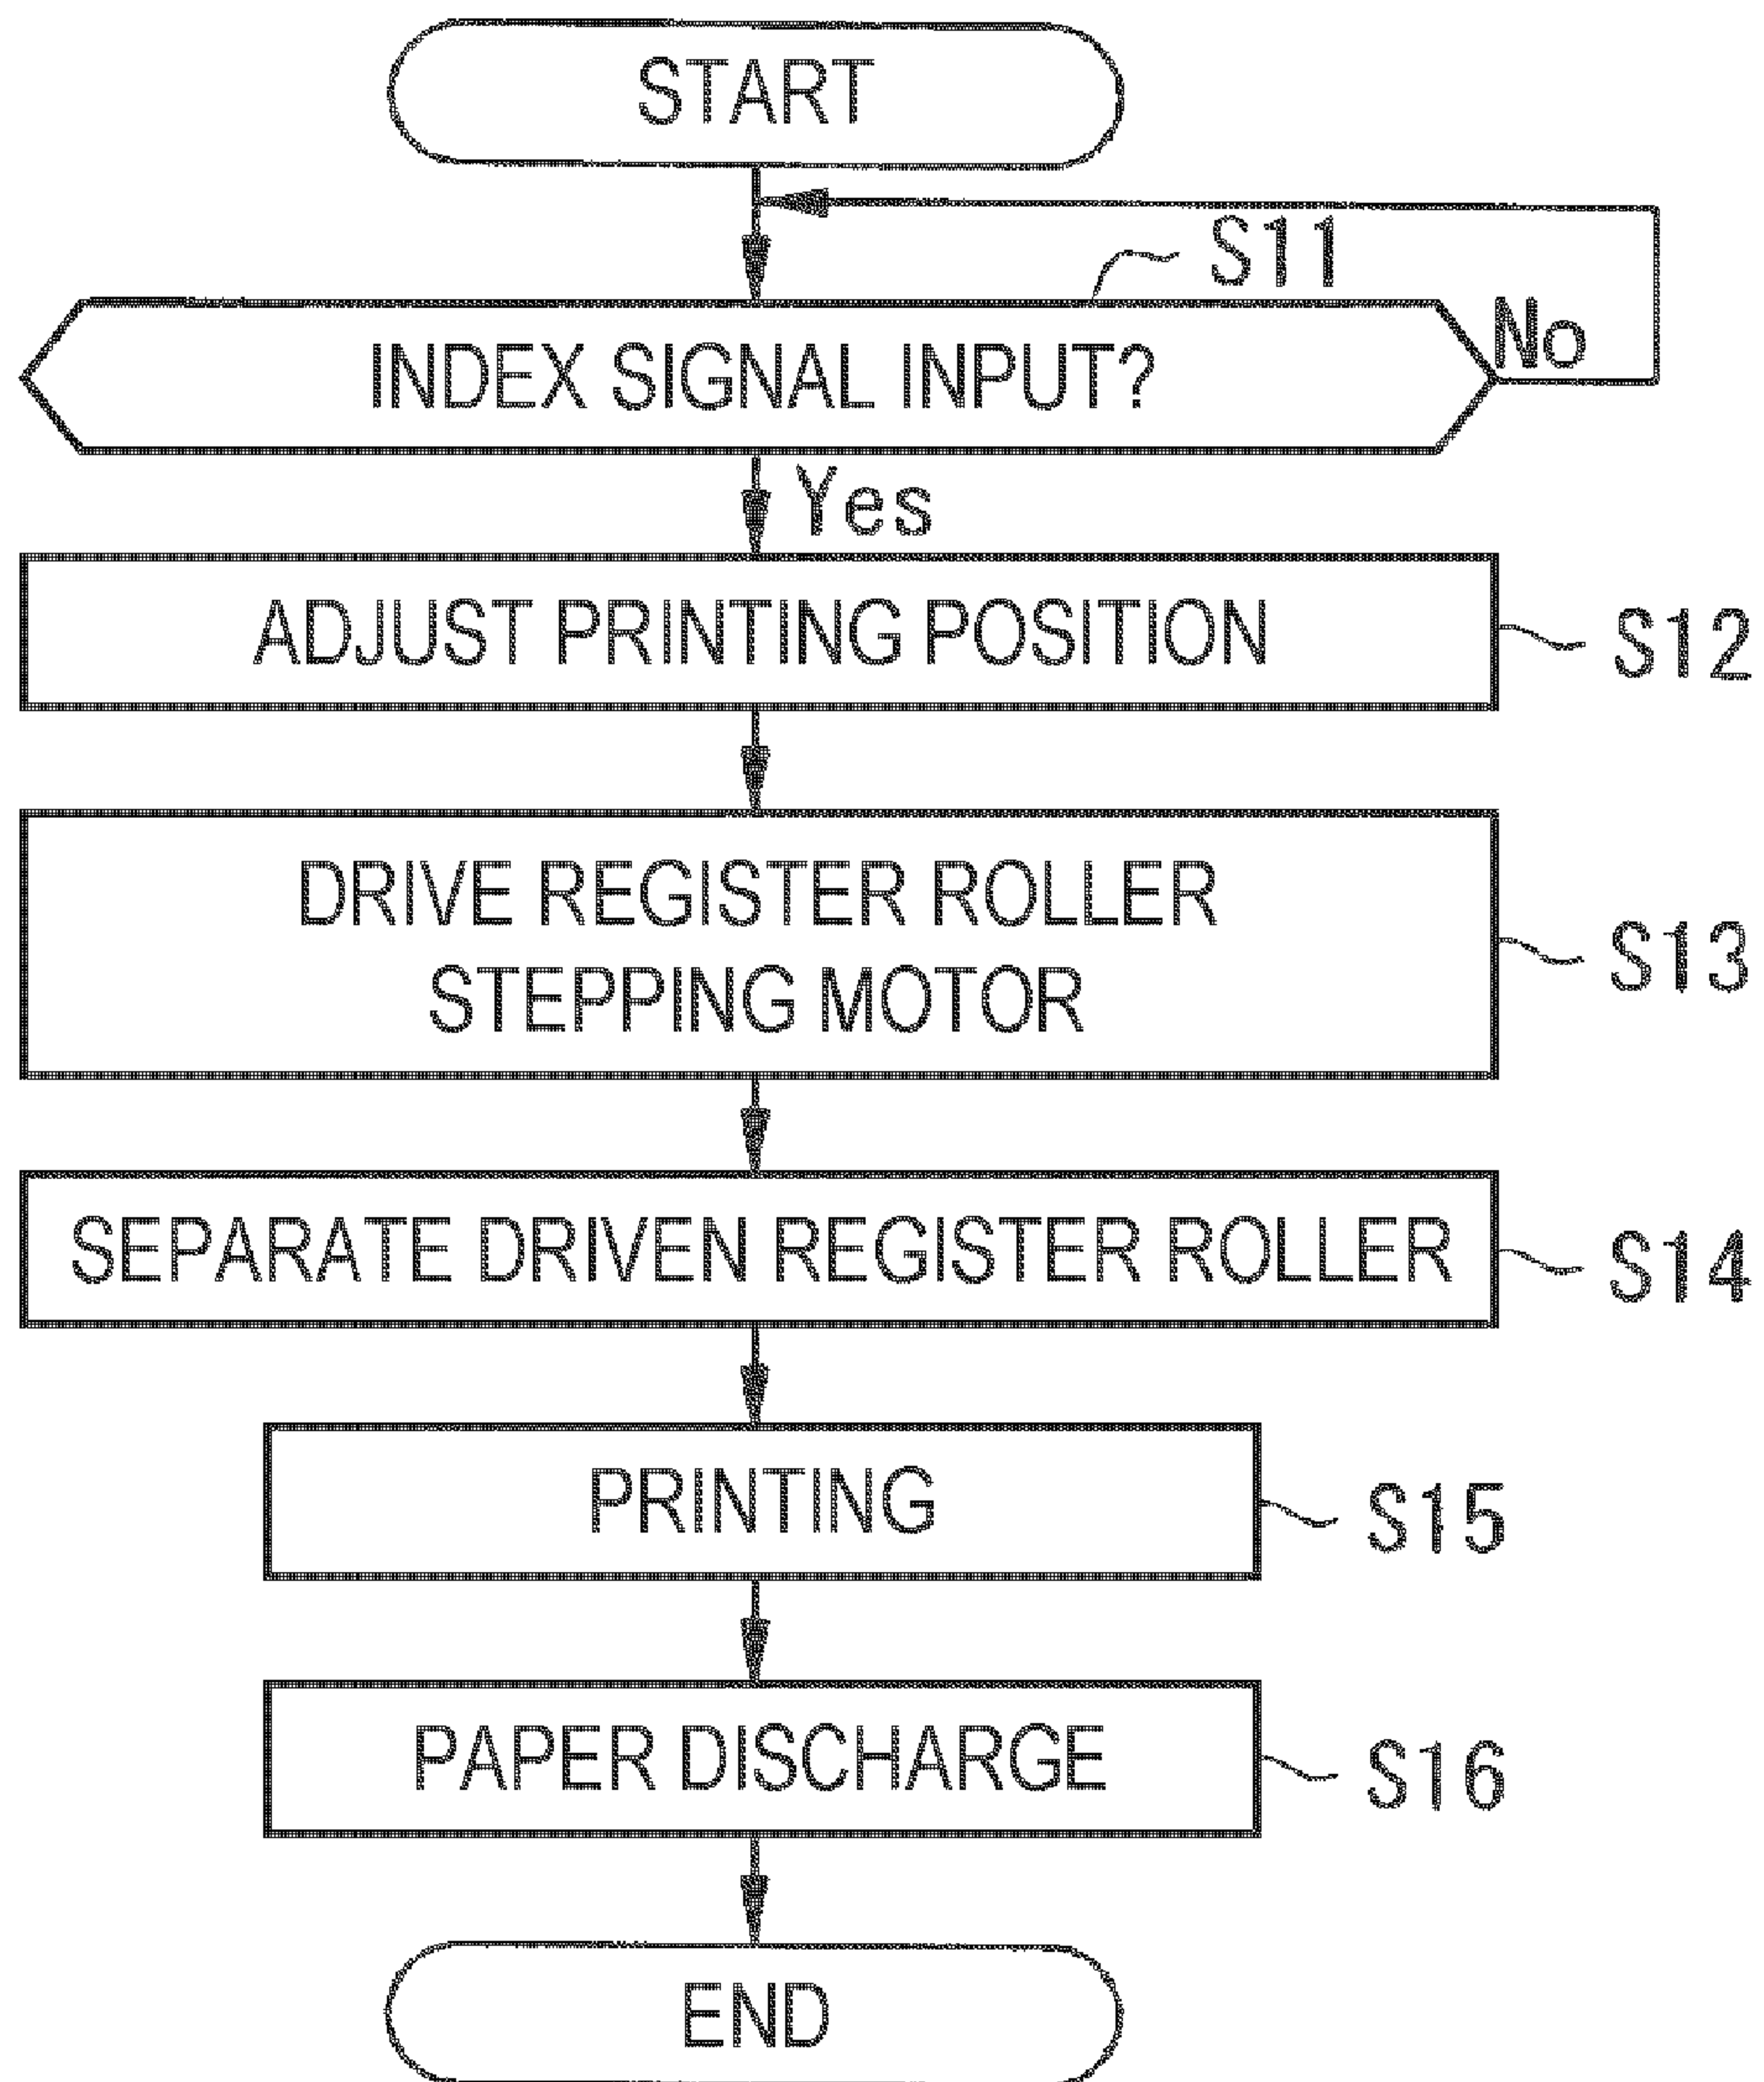 START
S11
INDEX SIGNAL INPUT?
No
Yes
ADJUST PRINTING POSITION
S12
DRIVE REGISTER ROLLER
STEPPING MOTOR
S13
SEPARATE DRIVEN REGISTER ROLLER
S14
PRINTING
S15
PAPER DISCHARGE
S16
END